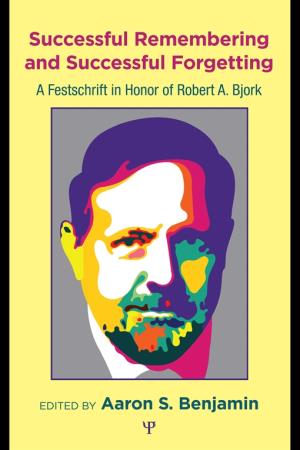 Successful Remembering
and Successful Forgetting
A Festschrift in Honor of Robert A. Bjork
EDITED BY Aaron S. Benjamin
Ψ